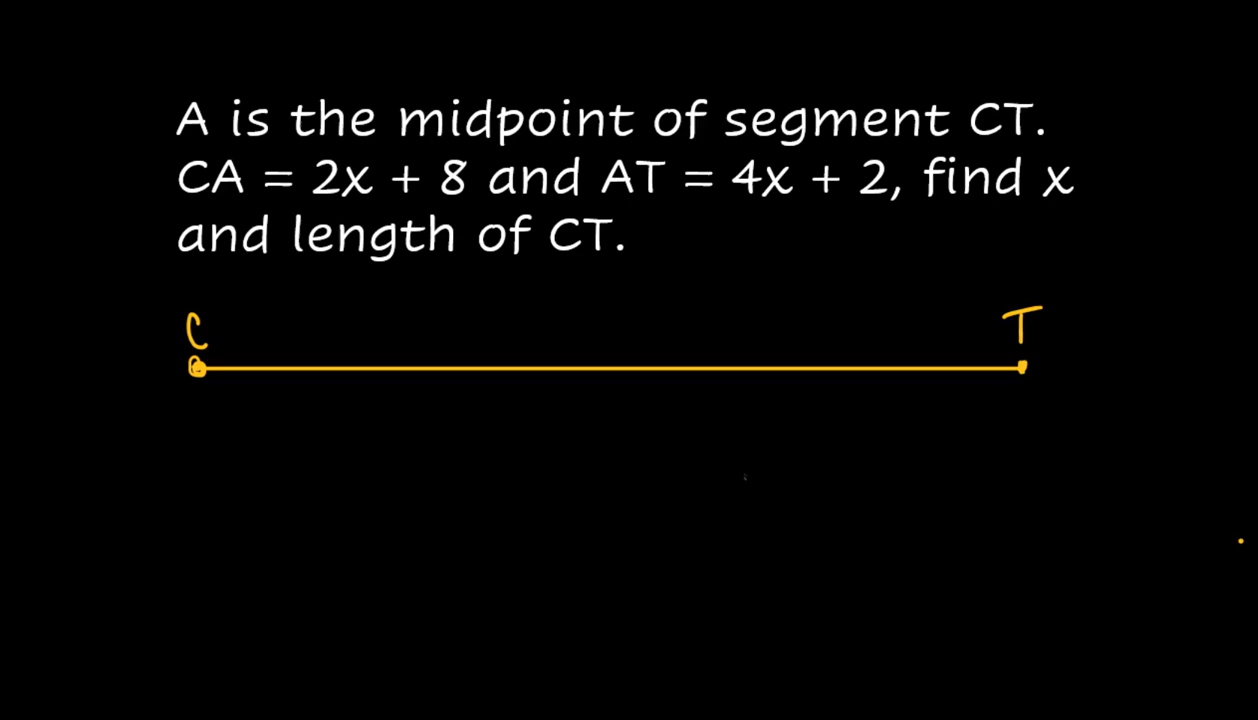 A is the midpoint of segment CT.
CA = 2x + 8 and AT = 4x + 2, find x
and length of CT.
C T